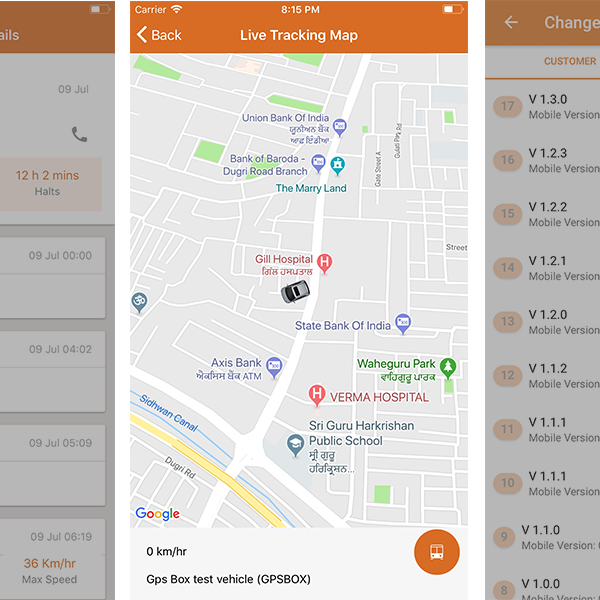 ails
09 Jul
12 h 2 mins
Halts
09 Jul 00:00
09 Jul 04:02
09 Jul 05:09
09 Jul 06:19
36 Km/hr
Max Speed
Carrier
8:15 PM
Back
Live Tracking Map
Union Bank Of India
ਯੂਨੀਅਨ ਬੈਂਕ
ਆਫ ਇੰਡੀਆ
Bank of Baroda -
Dugri Road Branch
The Marry Land
Gate Street A
Gulati Pay Rd
Street
Gill Hospital
ਗਿੱਲ ਹਸਪਤਾਲ
State Bank Of India
Axis Bank
ਐਕਸਿਸ ਬੈਂਕ ATM
Waheguru Park
ਵਾਹਿਗੁਰੂ ਪਾਰਕ
VERMA HOSPITAL
Sidhwan Canal
Sri Guru Harkrishan
Public School
ਸ੍ਰੀ ਗੁਰੂ
ਹਰਿਕ੍ਰਿਸ਼ਨ...
Dugri Rd
Google
0 km/hr
Gps Box test vehicle (GPSBOX)
Change
CUSTOMER
17
V 1.3.0
Mobile Version
16
V 1.2.3
Mobile Version
15
V 1.2.2
Mobile Version
14
V 1.2.1
Mobile Version
13
V 1.2.0
Mobile Version
12
V 1.1.2
Mobile Version
11
V 1.1.1
Mobile Version
10
V 1.1.1
Mobile Version
9
V 1.1.0
Mobile Version:
8
V 1.0.0